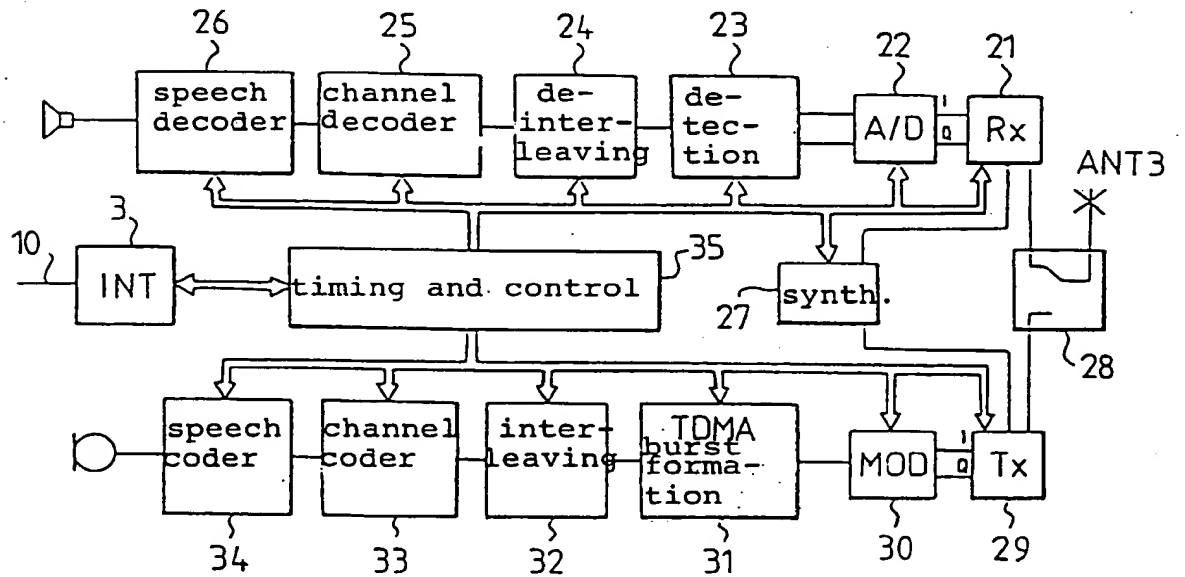 26 25 24 23 22 21
speech channel de- de- A/D I Rx
decoder decoder inter- tec- Q
leaving tion
ANT3
3 35
10 INT timing and control synth.
27 28
speech channel inter- TDMA MOD I Tx
coder coder leaving burst Q
forma-
tion
34 33 32 31 30 29